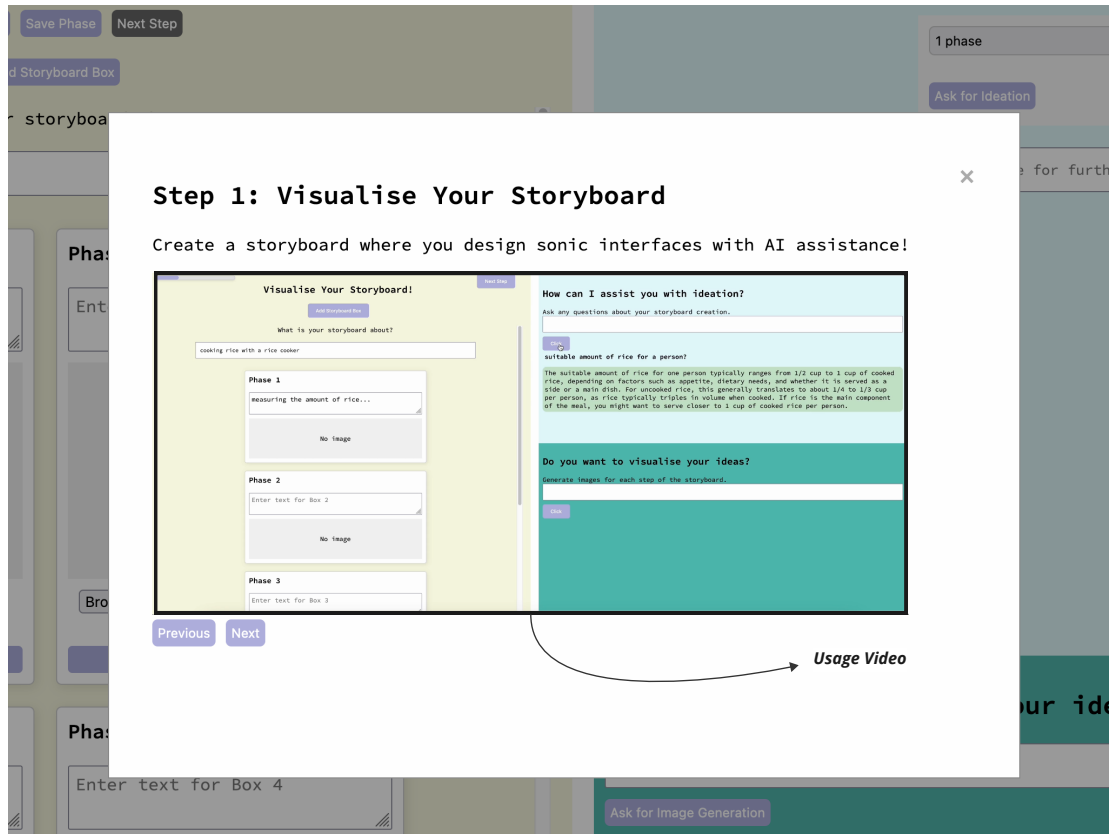 Save Phase Next Step
d Storyboard Box
r storyboa
1 phase
Ask for Ideation
e for furth
Phas
Ent
Bro
Step 1: Visualise Your Storyboard
×
Create a storyboard where you design sonic interfaces with AI assistance!
Visualise Your Storyboard!
Next Step
Add Storyboard Box
What is your storyboard about?
cooking rice with a rice cooker
Phase 1
measuring the amount of rice...
No image
Phase 2
Enter text for Box 2
No image
Phase 3
Enter text for Box 3
How can I assist you with ideation?
Ask any questions about your storyboard creation.
Click
suitable amount of rice for a person?
The suitable amount of rice for one person typically ranges from 1/2 cup to 1 cup of cooked
rice, depending on factors such as appetite, dietary needs, and whether it is served as a
side or a main dish. For uncooked rice, this generally translates to about 1/4 to 1/3 cup
per person, as rice typically triples in volume when cooked. If rice is the main component
of the meal, you might want to serve closer to 1 cup of cooked rice per person.
Do you want to visualise your ideas?
Generate images for each step of the storyboard.
Click
Previous Next
Usage Video
our ide
Phas
Enter text for Box 4
Ask for Image Generation